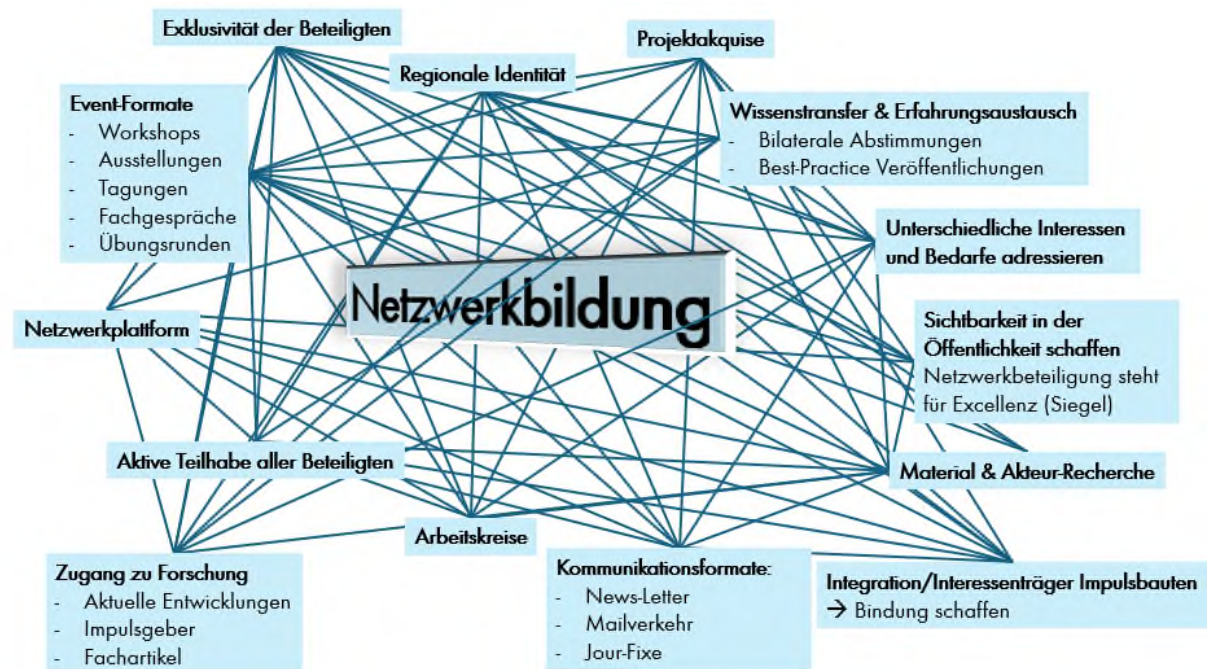 Exklusivität der Beteiligten
Projektakquise
Regionale Identität
Event-Formate
- Workshops
- Ausstellungen
- Tagungen
- Fachgespräche
- Übungsrunden
Wissenstransfer & Erfahrungsaustausch
- Bilaterale Abstimmungen
- Best-Practice Veröffentlichungen
Unterschiedliche Interessen
und Bedarfe adressieren
Netzwerkbildung
Netzwerkplattform
Sichtbarkeit in der
Öffentlichkeit schaffen
Netzwerkbeteiligung steht
für Excellenz (Siegel)
Aktive Teilhabe aller Beteiligten
Material & Akteur-Recherche
Arbeitskreise
Zugang zu Forschung
- Aktuelle Entwicklungen
- Impulsgeber
- Fachartikel
Kommunikationsformate:
- News-Letter
- Mailverkehr
- Jour-Fixe
Integration/Interessenträger Impulsbauten
→ Bindung schaffen